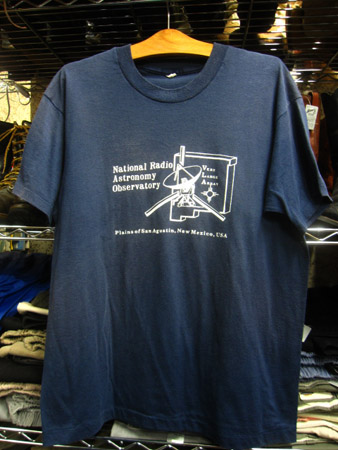 National Radio
Astronomy
Observatory
Very
Large
Array
Plains of San Agustin, New Mexico, USA